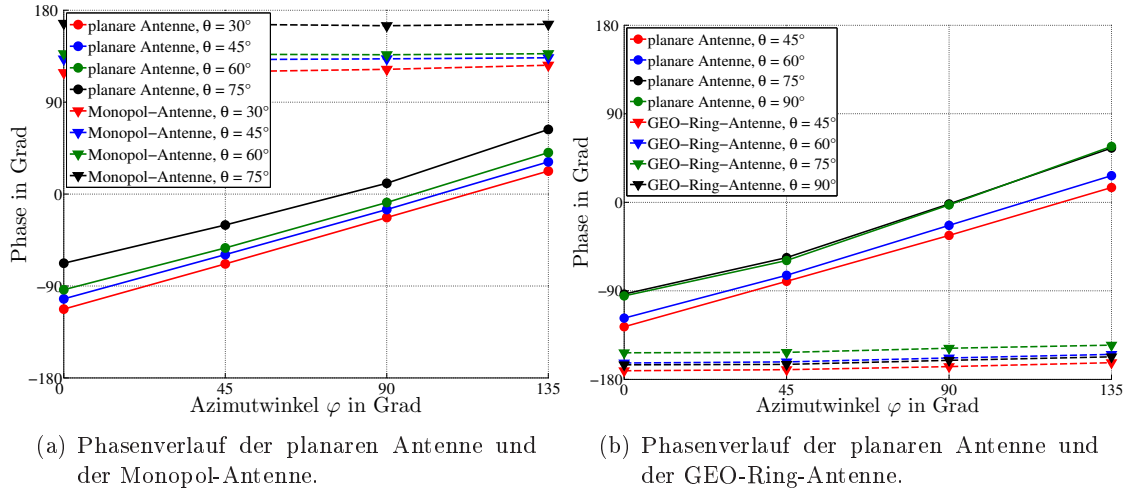 180
90
0
−90
−180
Phase in Grad
planare Antenne, θ = 30°
planare Antenne, θ = 45°
planare Antenne, θ = 60°
planare Antenne, θ = 75°
Monopol−Antenne, θ = 30°
Monopol−Antenne, θ = 45°
Monopol−Antenne, θ = 60°
Monopol−Antenne, θ = 75°
0 45 90 135
Azimutwinkel φ in Grad
(a) Phasenverlauf der planaren Antenne und
der Monopol-Antenne.
180
90
0
−90
−180
Phase in Grad
planare Antenne, θ = 45°
planare Antenne, θ = 60°
planare Antenne, θ = 75°
planare Antenne, θ = 90°
GEO−Ring−Antenne, θ = 45°
GEO−Ring−Antenne, θ = 60°
GEO−Ring−Antenne, θ = 75°
GEO−Ring−Antenne, θ = 90°
0 45 90 135
Azimutwinkel φ in Grad
(b) Phasenverlauf der planaren Antenne und
der GEO-Ring-Antenne.